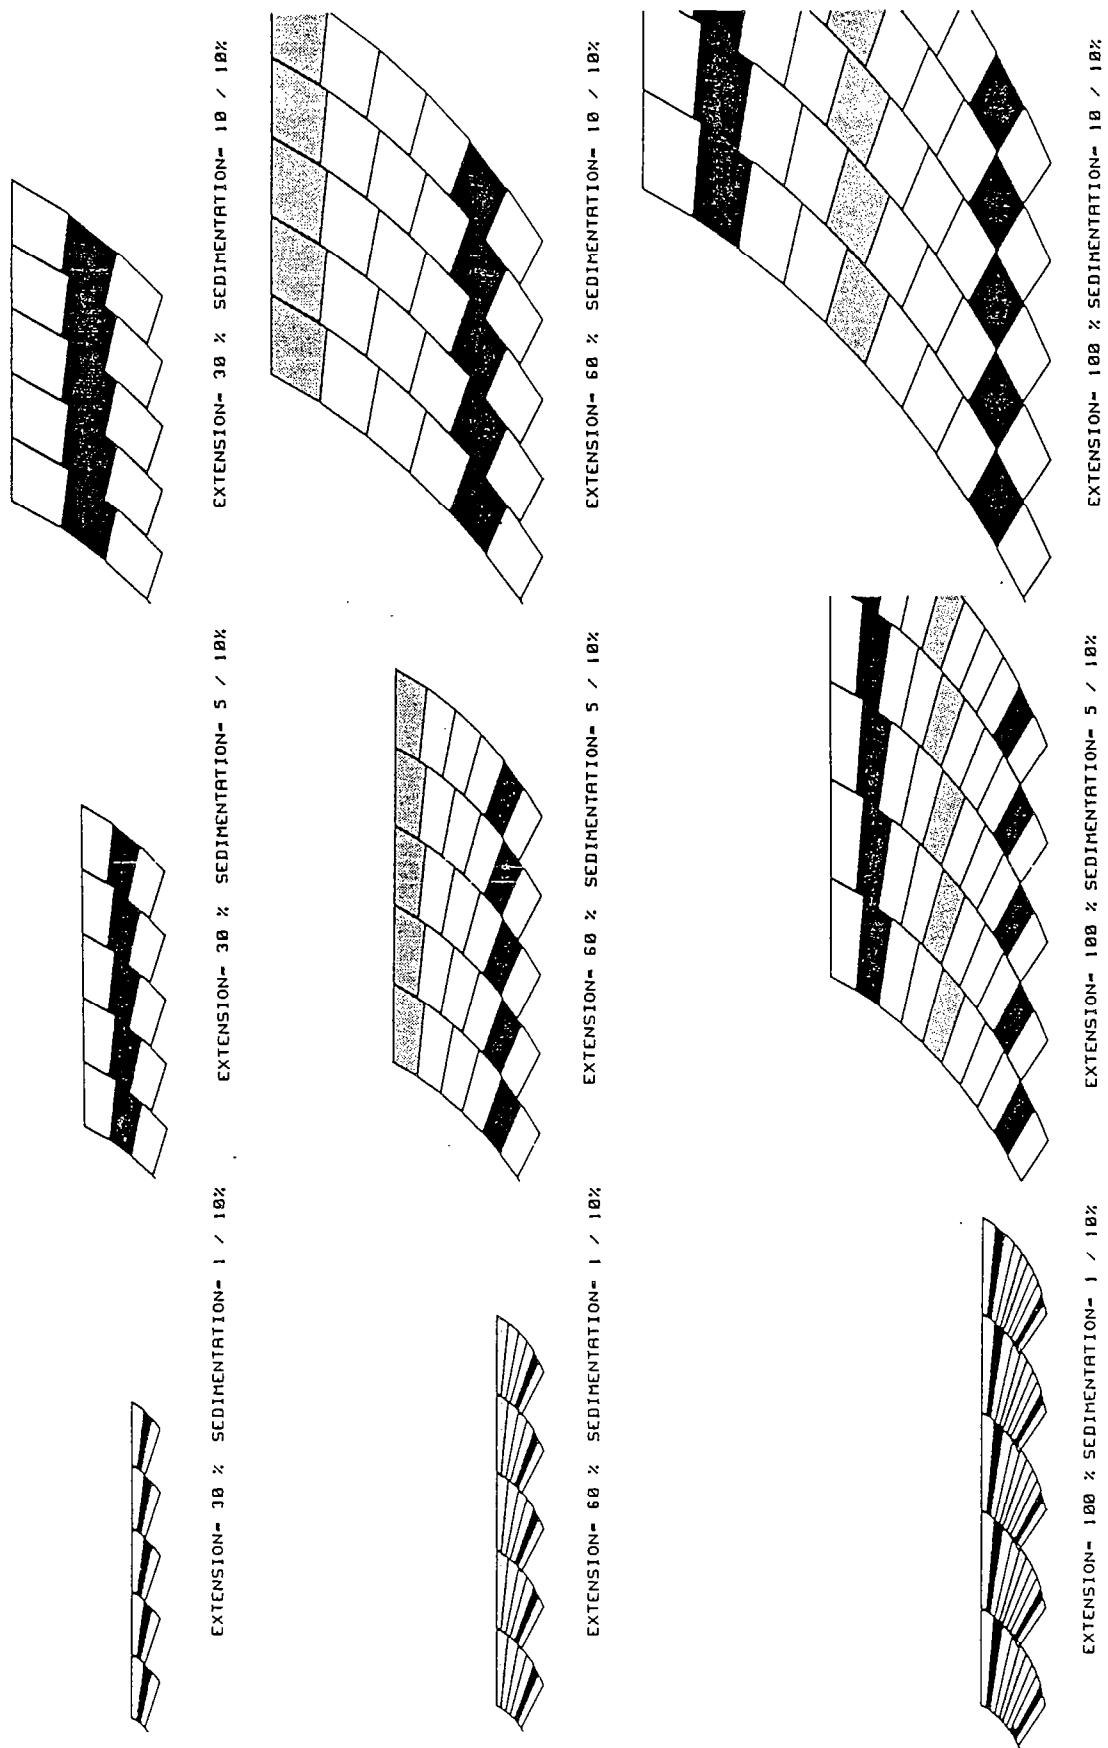 EXTENSION= 30 % SEDIMENTATION= 10 / 10%
EXTENSION= 60 % SEDIMENTATION= 10 / 10%
EXTENSION= 100 % SEDIMENTATION= 10 / 10%
EXTENSION= 30 % SEDIMENTATION= 5 / 10%
EXTENSION= 60 % SEDIMENTATION= 5 / 10%
EXTENSION= 100 % SEDIMENTATION= 5 / 10%
EXTENSION= 30 % SEDIMENTATION= 1 / 10%
EXTENSION= 60 % SEDIMENTATION= 1 / 10%
EXTENSION= 100 % SEDIMENTATION= 1 / 10%